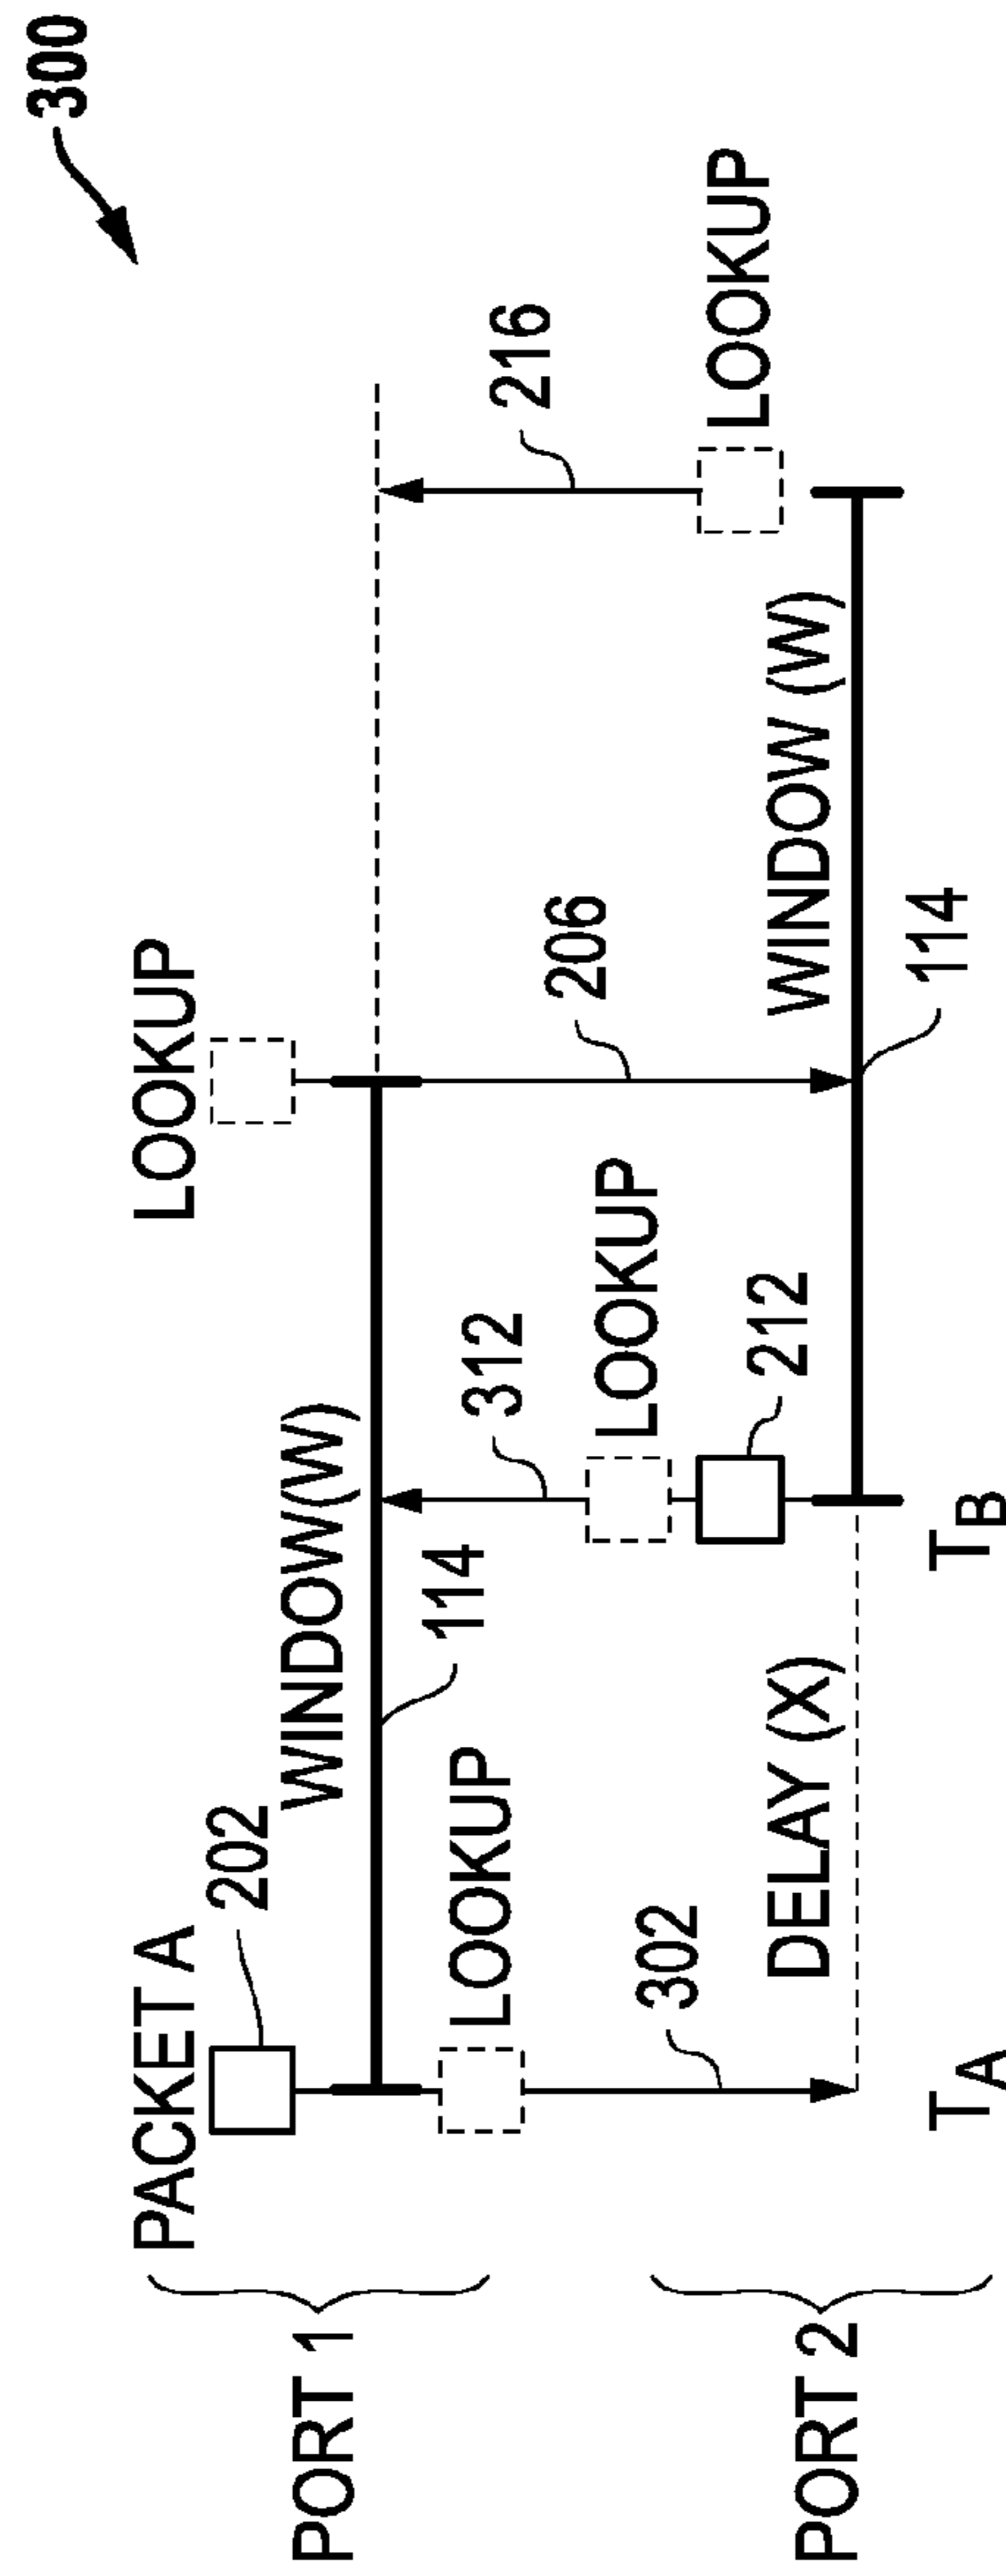 300
PACKET A
202
LOOKUP
WINDOW(W)
PORT 1
114
LOOKUP
312
LOOKUP
206
216
LOOKUP
302
212
PORT 2
DELAY (X)
WINDOW (W)
114
TA
TB